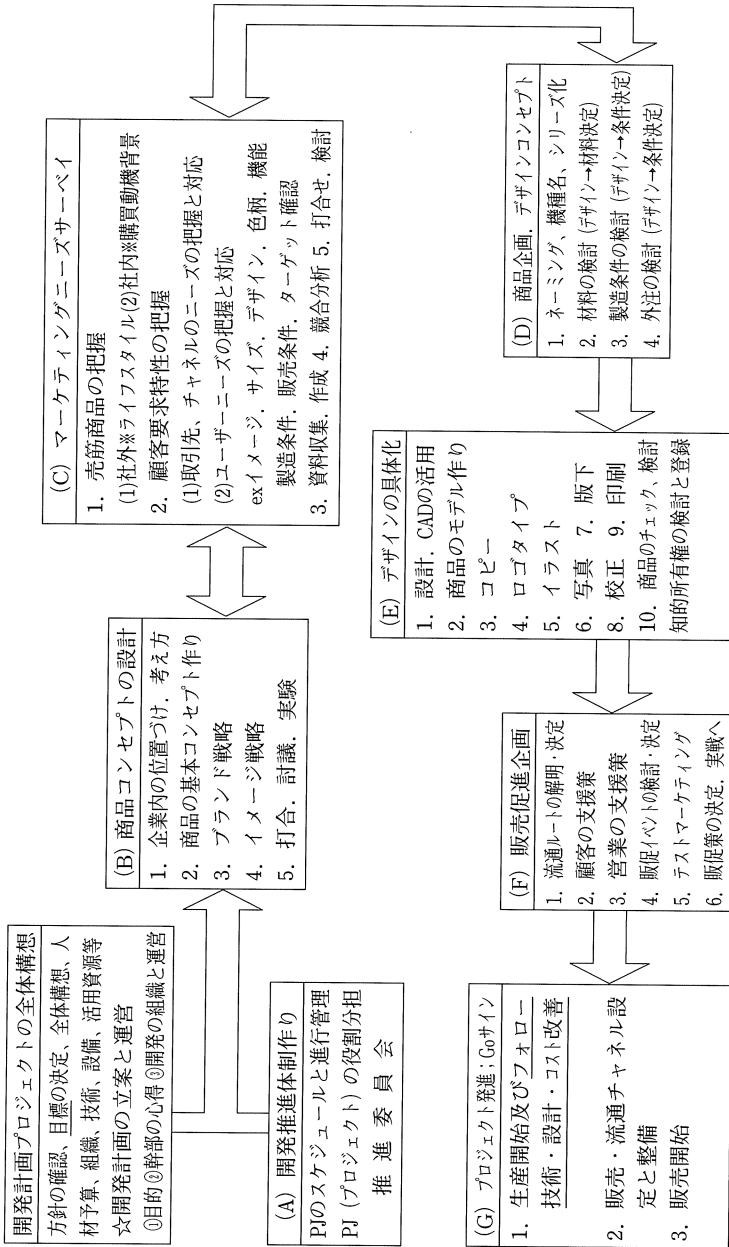 開発計画プロジェクトの全体構想
方針の確認、目標の決定、全体構想、人
材予算、組織、技術、設備、活用資源等
☆開発計画の立案と運営
①目的②幹部の心得③開発の組織と運営
(A) 開発推進体制作り
PJのスケジュールと進行管理
PJ (プロジェクト) の役割分担
推進委員会
(B) 商品コンセプトの設計
1. 企業内の位置づけ．考え方
2. 商品の基本コンセプト作り
3. ブランド戦略
4. イメージ戦略
5. 打合．討議．実験
(C) マーケティングニーズサーベイ
1. 売筋商品の把握
(1)社外※ライフスタイル(2)社内※購買動機背景
2. 顧客要求特性の把握
(1)取引先、チャネルのニーズの把握と対応
(2)ユーザーニーズの把握と対応
exイメージ．サイズ．デザイン．色柄．機能
製造条件．販売条件．ターゲット確認
3. 資料収集．作成 4. 競合分析 5. 打合せ．検討
(D) 商品企画．デザインコンセプト
1. ネーミング、機種名、シリーズ化
2. 材料の検討 (デザイン→材料決定)
3. 製造条件の検討 (デザイン→条件決定)
4. 外注の検討 (デザイン→条件決定)
(E) デザインの具体化
1. 設計．CADの活用
2. 商品のモデル作り
3. コピー
4. ロゴタイプ
5. イラスト
6. 写真 7. 版下
8. 校正 9. 印刷
10. 商品のチェック、検討
知的所有権の検討と登録
(F) 販売促進企画
1. 流通ルートの解明・決定
2. 顧客の支援策
3. 営業の支援策
4. 販促イベントの検討・決定
5. テストマーケティング
6. 販促策の決定．実戦へ
(G) プロジェクト発進；Goサイン
1. 生産開始及びフォロー
技術・設計・コスト改善
2. 販売・流通チャネル設
定と整備
3. 販売開始